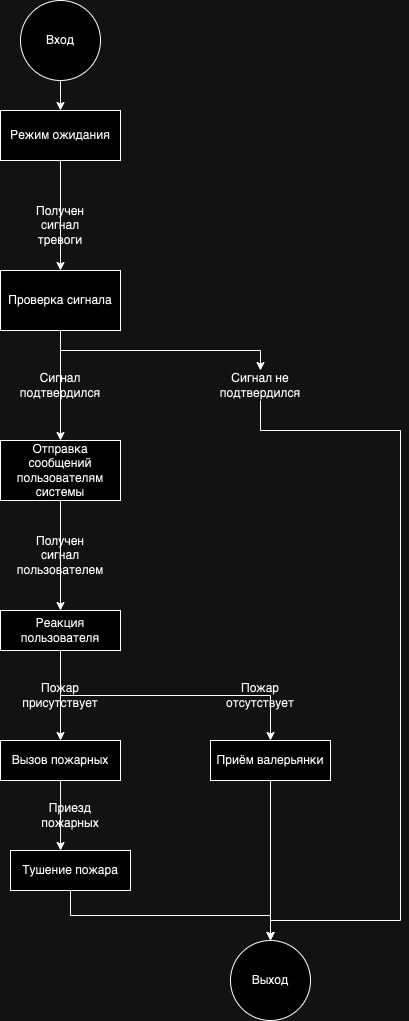 Вход
Режим ожидания
Получен
сигнал
тревоги
Проверка сигнала
Сигнал
подтвердился
Сигнал не
подтвердился
Отправка
сообщений
пользователям
системы
Получен
сигнал
пользователем
Реакция
пользователя
Пожар
присутствует
Пожар
отсутствует
Вызов пожарных
Приём валерьянки
Приезд
пожарных
Тушение пожара
Выход